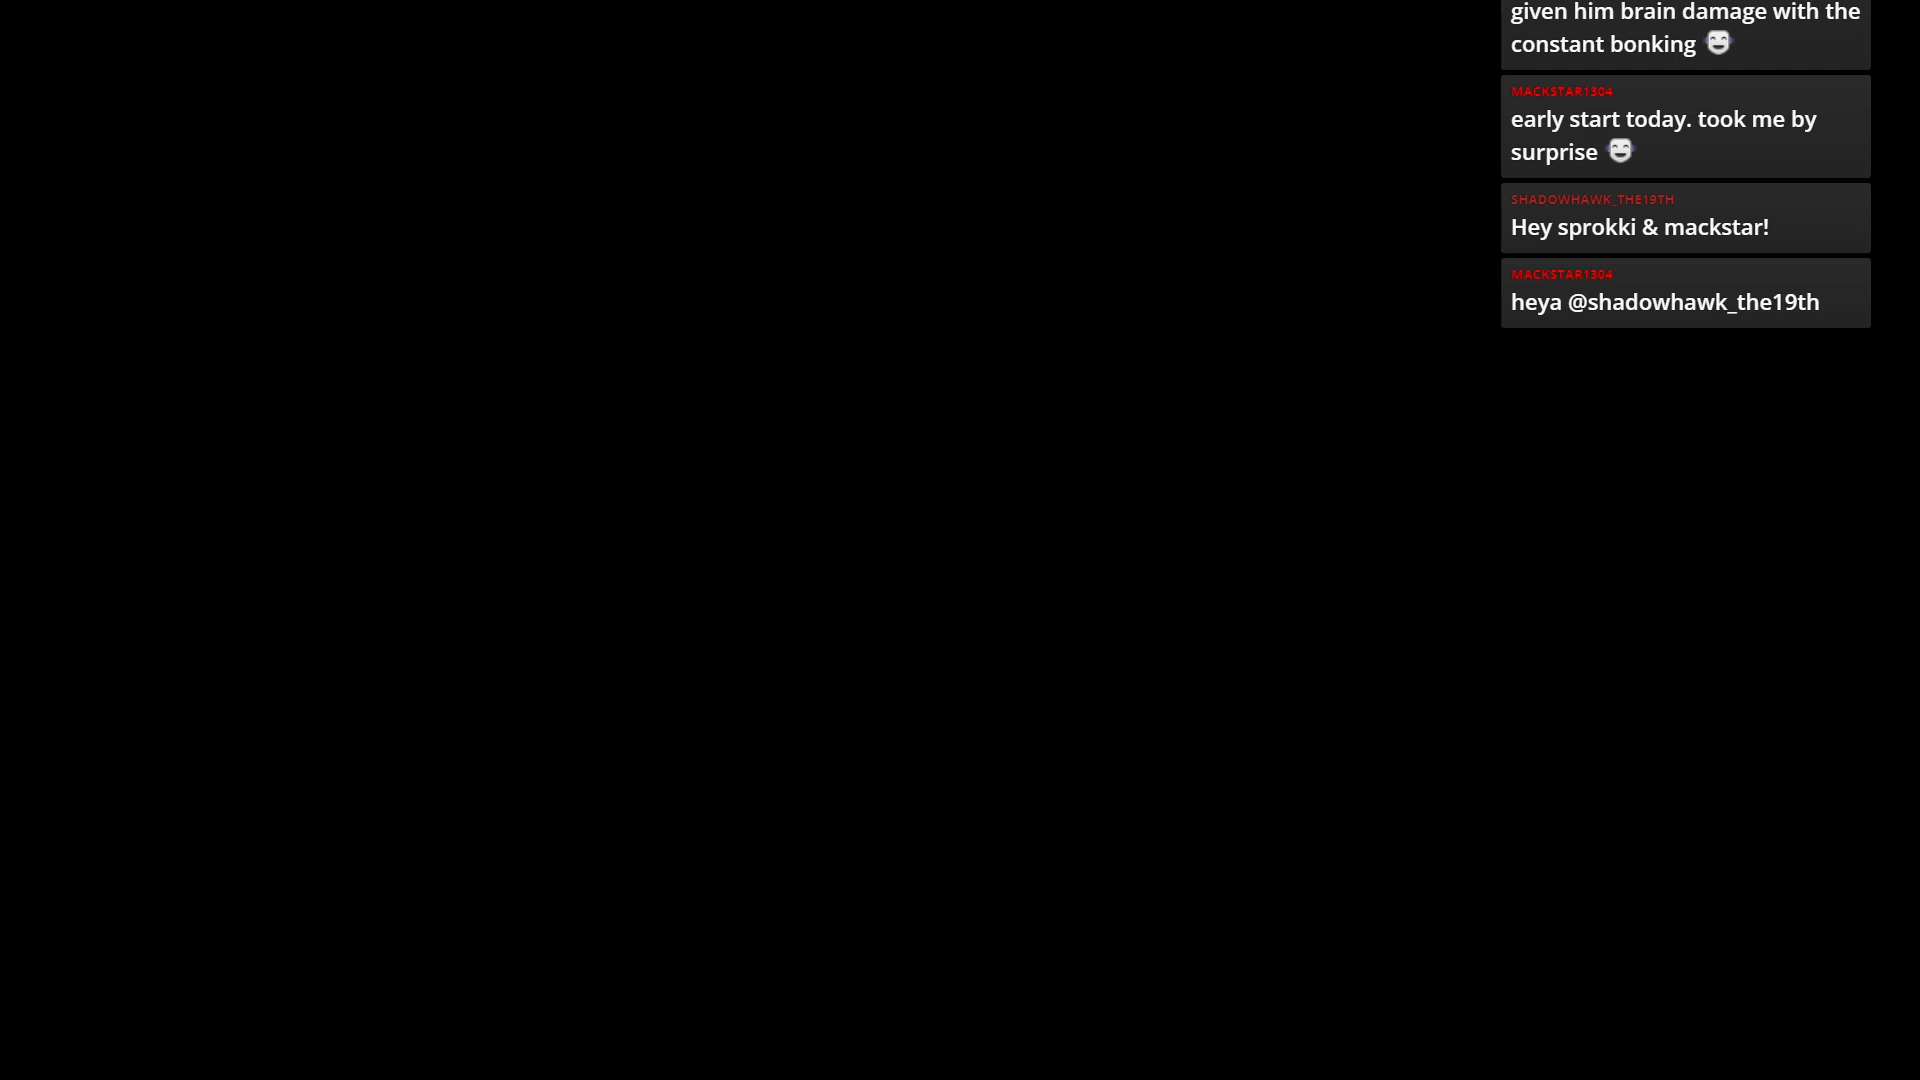 given him brain damage with the
constant bonking
MACKSTAR1304
early start today. took me by
surprise
SHADOWHAWK_THE19TH
Hey sprokki & mackstar!
MACKSTAR1304
heya @shadowhawk_the19th